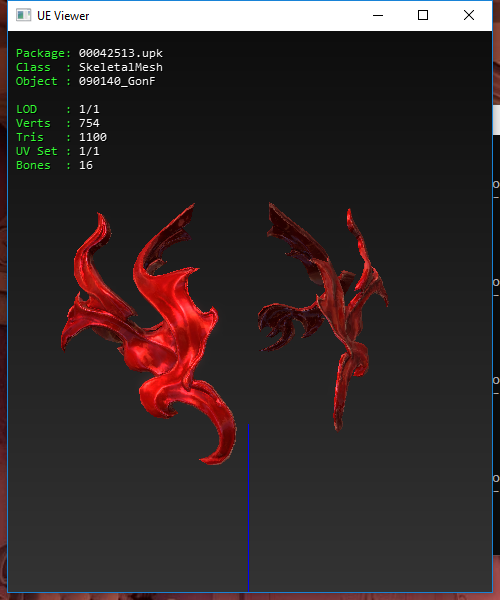 UE Viewer
Package: 00042513.upk
Class : SkeletalMesh
Object : 090140_GonF
LOD : 1/1
Verts : 754
Tris : 1100
UV Set : 1/1
Bones : 16